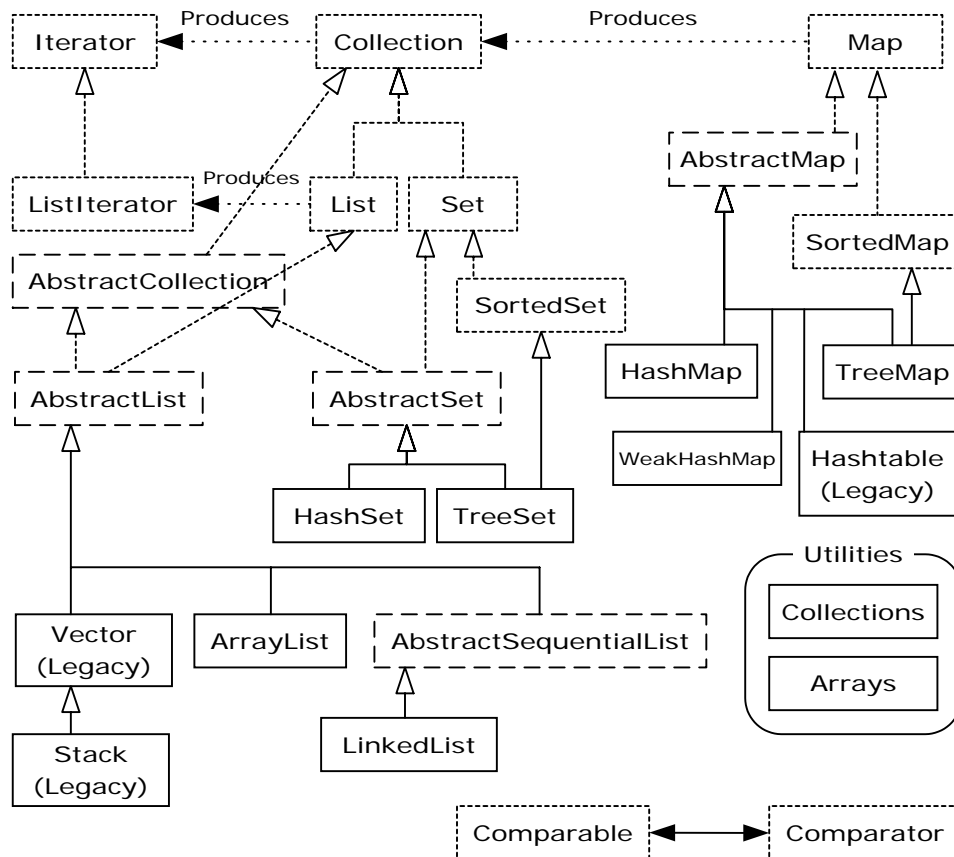 Produces
Produces
Iterator
Collection
Map
AbstractMap
Produces
ListIterator
List
Set
SortedMap
AbstractCollection
SortedSet
HashMap
TreeMap
AbstractList
AbstractSet
WeakHashMap
Hashtable
(Legacy)
HashSet
TreeSet
Utilities
Collections
Vector
(Legacy)
ArrayList
AbstractSequentialList
Arrays
Stack
(Legacy)
LinkedList
Comparable
Comparator